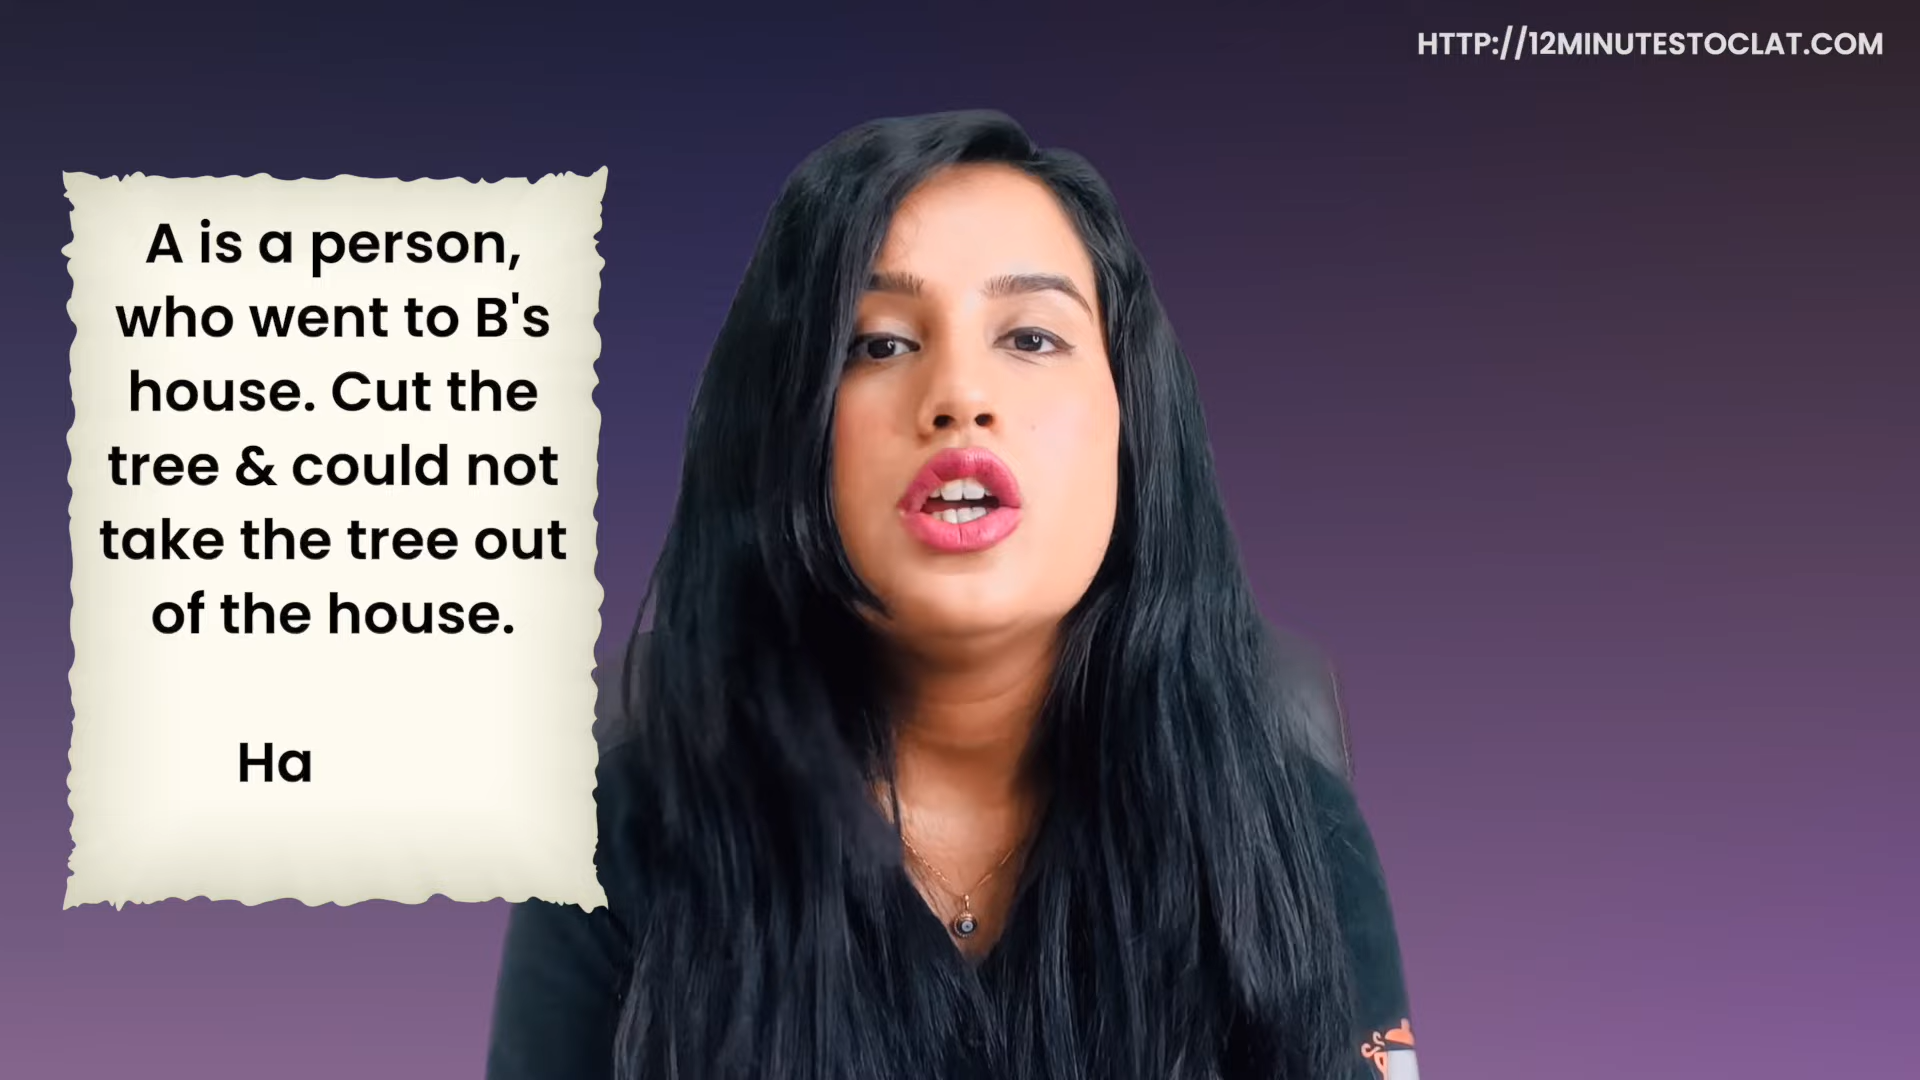 HTTP://12MINUTESTOCLAT.COM
A is a person,
who went to B's
house. Cut the
tree & could not
take the tree out
of the house.
Ha